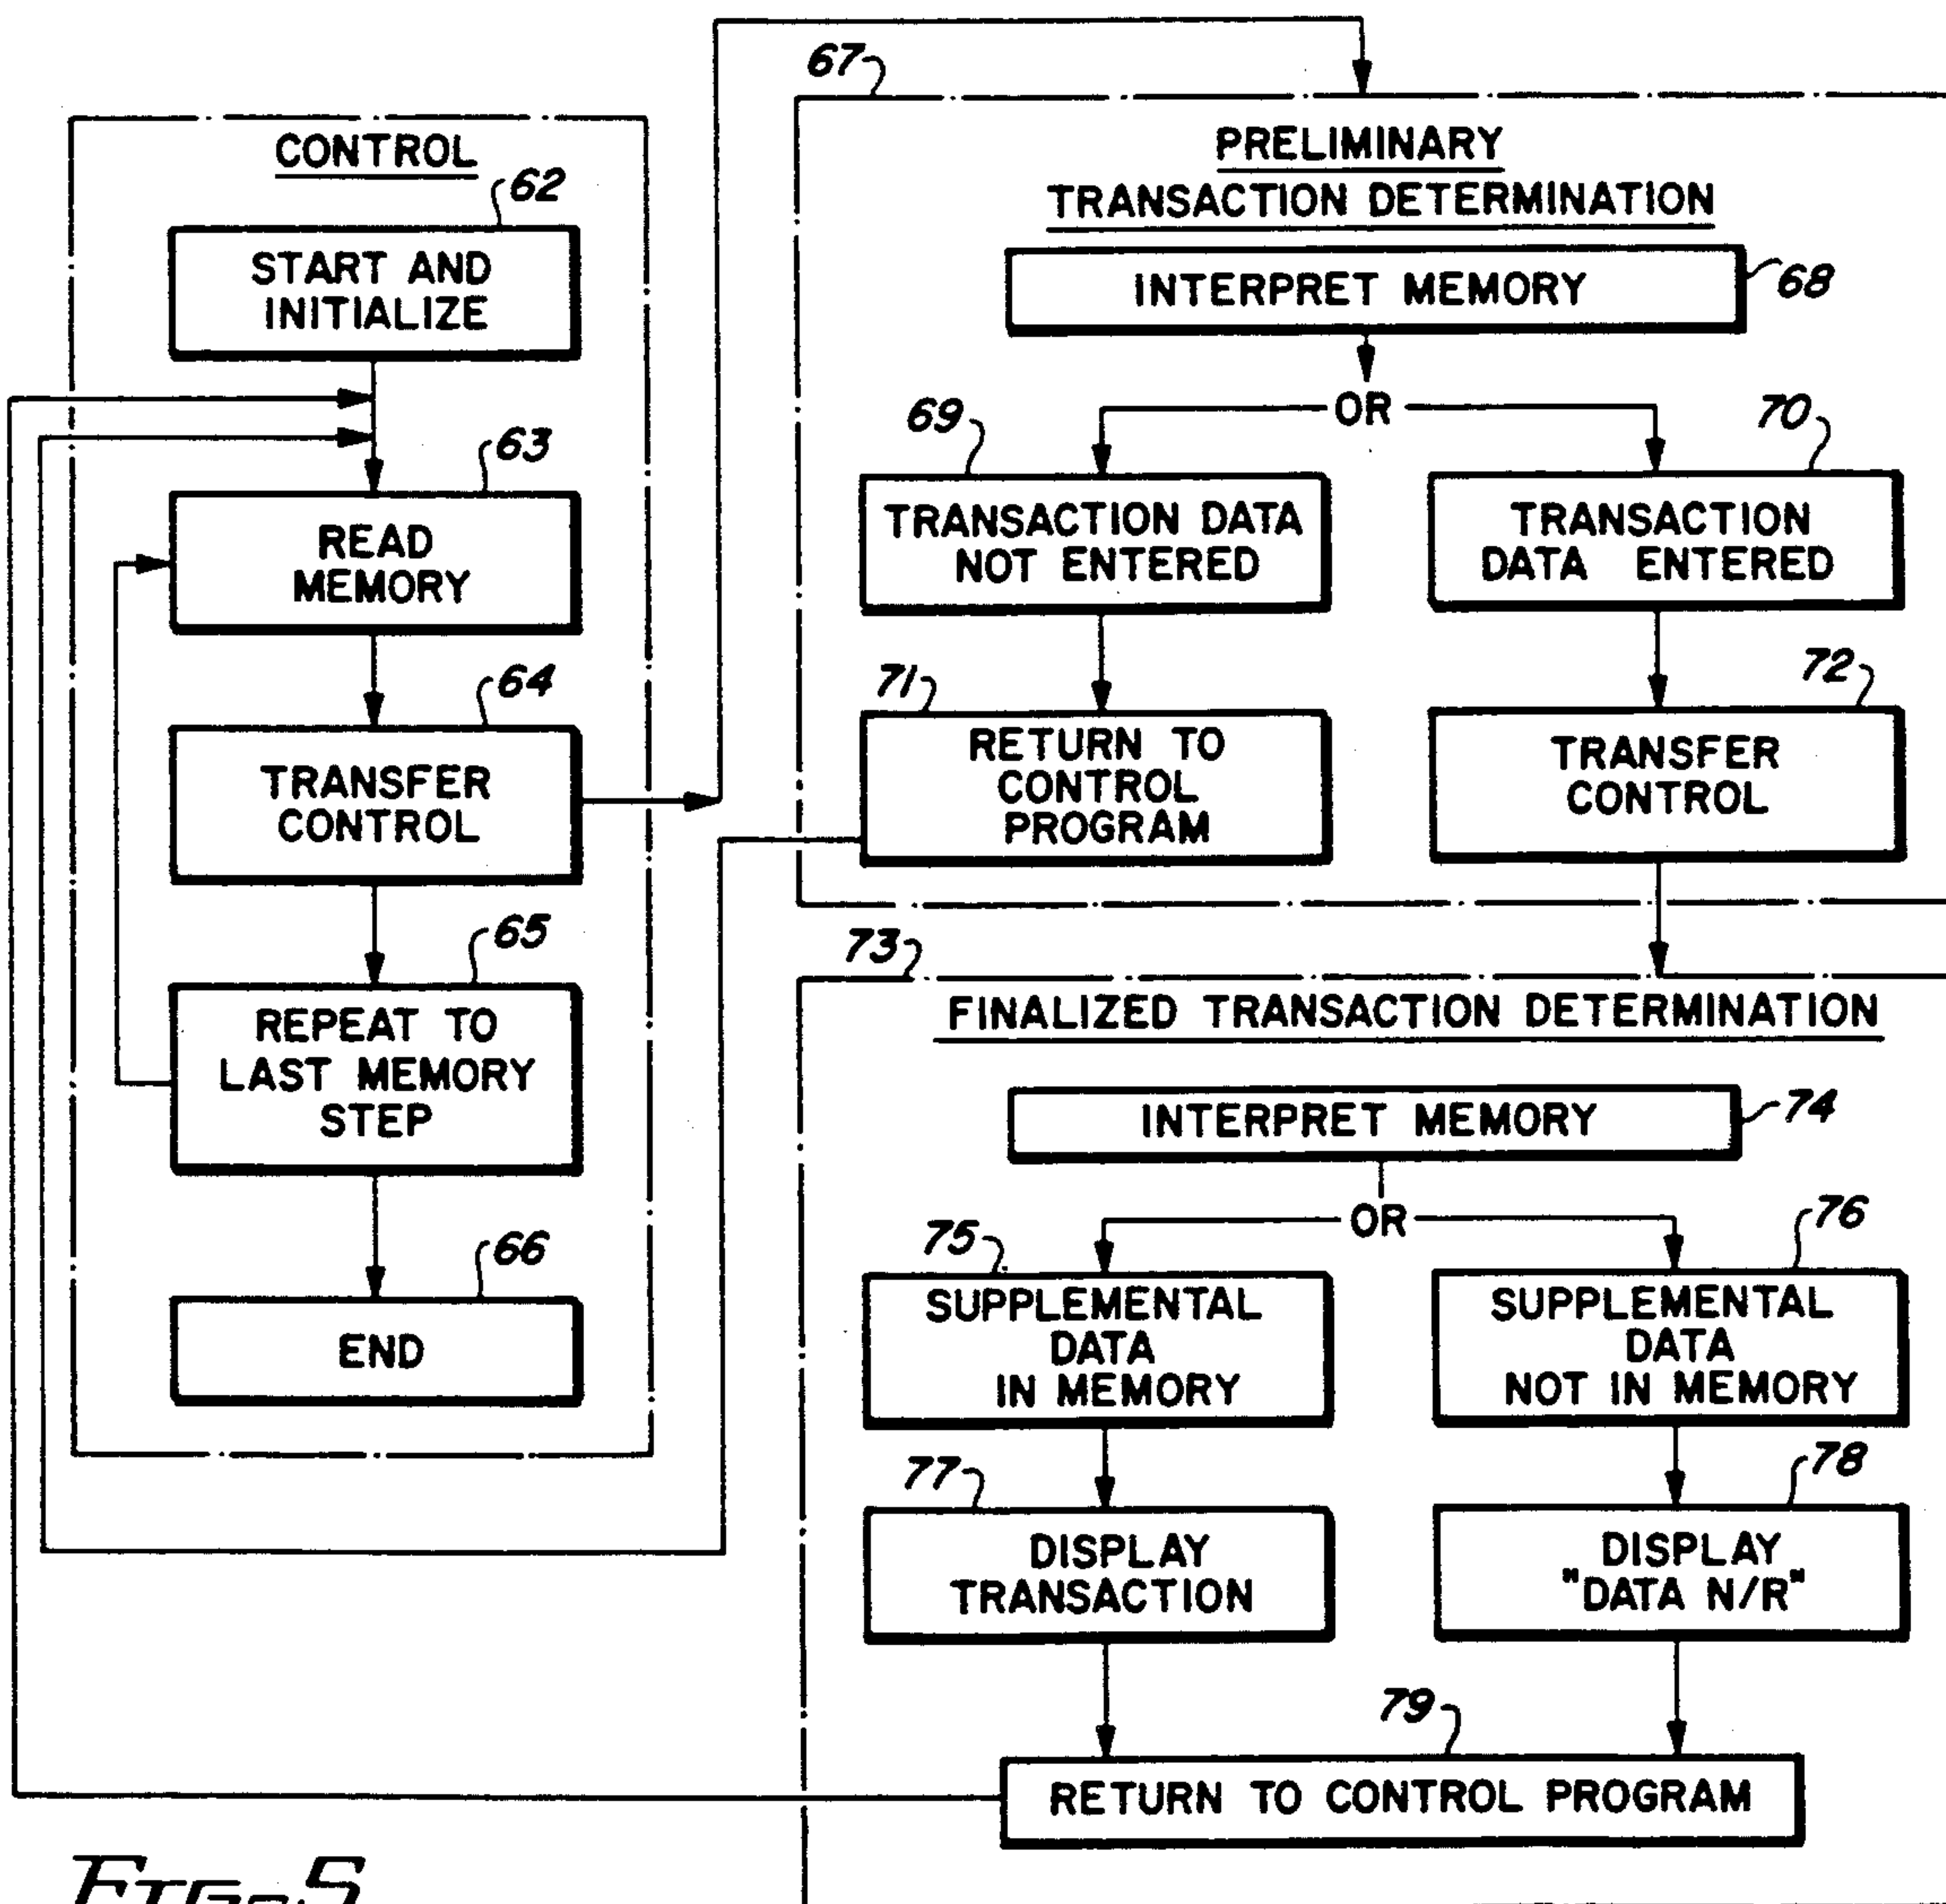 CONTROL
62
START AND
INITIALIZE
63
READ
MEMORY
64
TRANSFER
CONTROL
65
REPEAT TO
LAST MEMORY
STEP
66
END
67
PRELIMINARY
TRANSACTION DETERMINATION
INTERPRET MEMORY
68
OR
69
TRANSACTION DATA
NOT ENTERED
70
TRANSACTION
DATA ENTERED
71
RETURN TO
CONTROL
PROGRAM
72
TRANSFER
CONTROL
73
FINALIZED TRANSACTION DETERMINATION
INTERPRET MEMORY
74
OR
75
SUPPLEMENTAL
DATA
IN MEMORY
76
SUPPLEMENTAL
DATA
NOT IN MEMORY
77
DISPLAY
TRANSACTION
78
DISPLAY
"DATA N/R"
79
RETURN TO CONTROL PROGRAM
FIG. 5